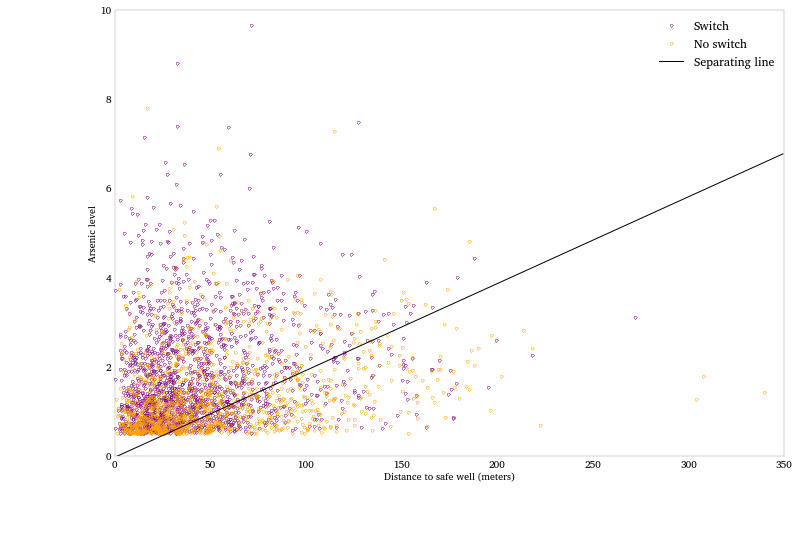 Switch
No switch
Separating line
Arsenic level
10
8
6
4
2
0
0 50 100 150 200 250 300 350
Distance to safe well (meters)